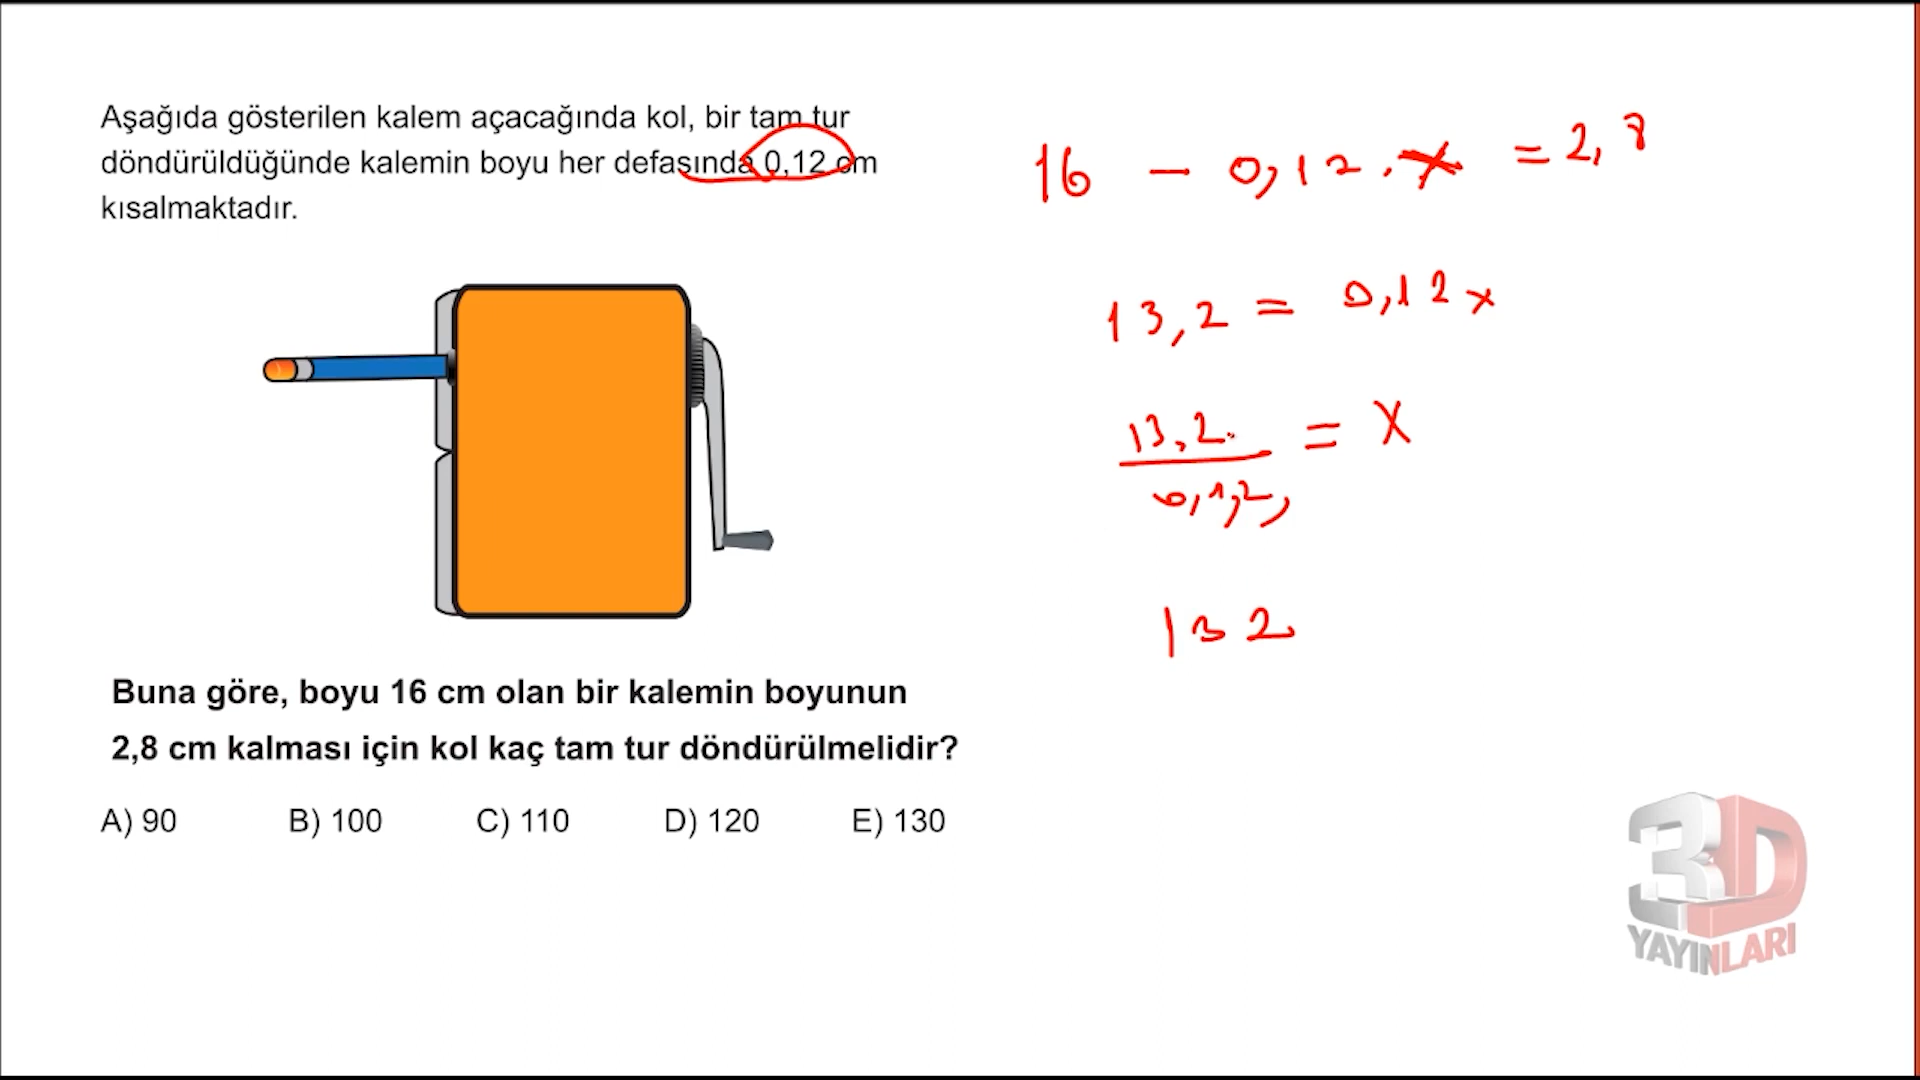 Aşağıda gösterilen kalem açacağında kol, bir tam tur
döndürüldüğünde kalemin boyu her defasında 0,12 cm
kısalmaktadır.
Buna göre, boyu 16 cm olan bir kalemin boyunun
2,8 cm kalması için kol kaç tam tur döndürülmelidir?
A) 90 B) 100 C) 110 D) 120 E) 130
16 - 0,12 . x = 2,8
13,2 = 0,12 x
13,2 / 0,12 = x
132
3D
YAYINLARI